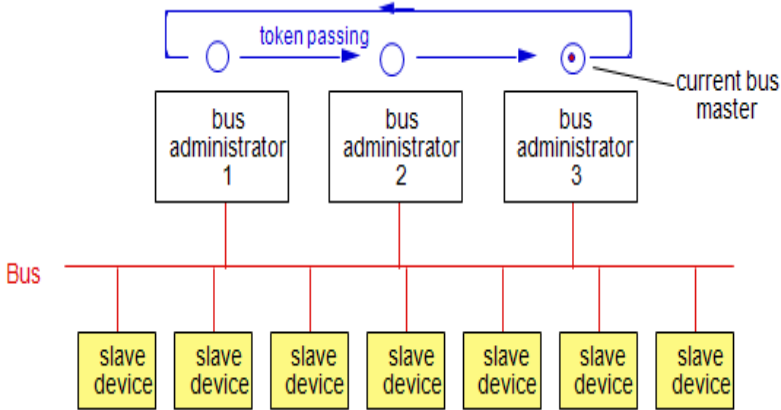 token passing
current bus
master
bus
administrator
1
bus
administrator
2
bus
administrator
3
Bus
slave
device
slave
device
slave
device
slave
device
slave
device
slave
device
slave
device